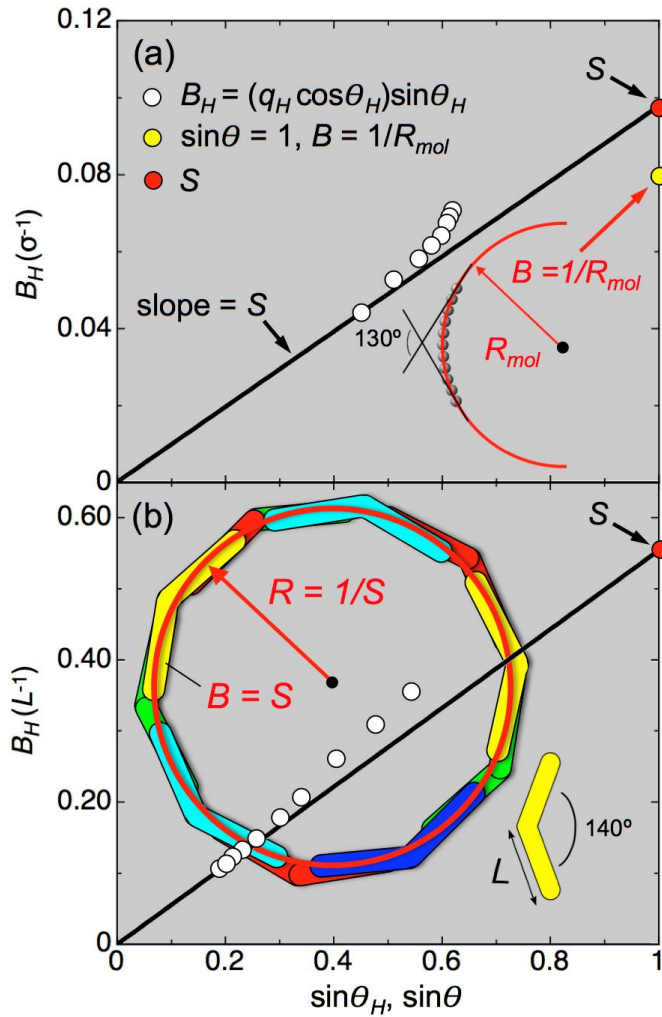 0.12
(a)
S
B_H = (q_H cosθ_H)sinθ_H
sinθ = 1, B = 1/R_mol
S
0.08
B_H (σ⁻¹)
B =1/R_mol
slope = S
0.04
130º
R_mol
0
(b)
0.60
S
R = 1/S
0.40
B = S
B_H (L⁻¹)
0.20
140º
L
0
0 0.2 0.4 0.6 0.8 1
sinθ_H, sinθ